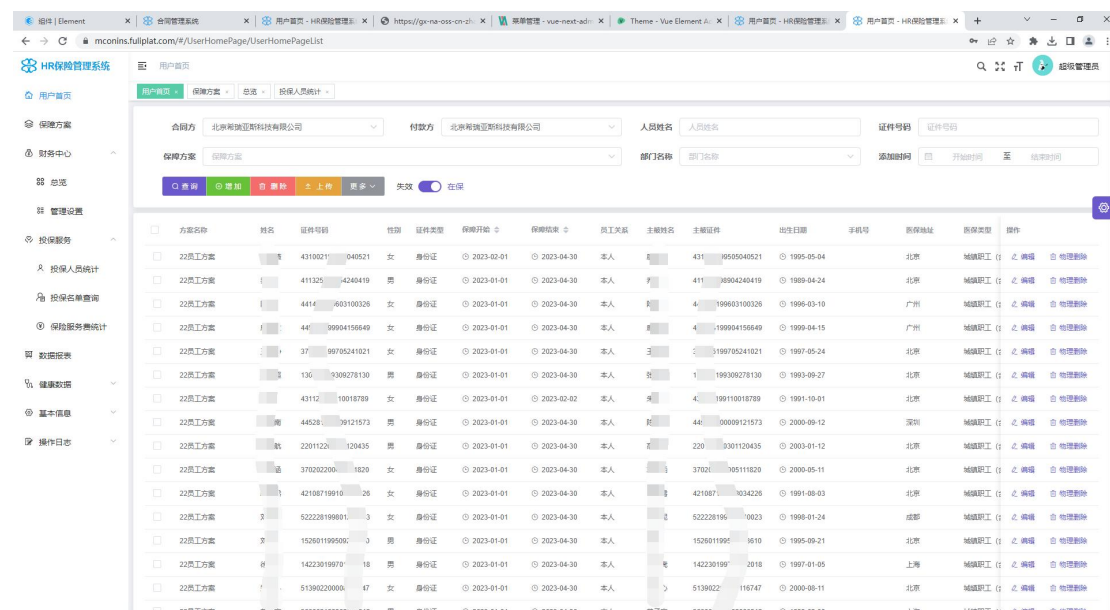 组件 | Element
合同管理系统
用户首页 - HR保险管理系
https://gx-na-oss-cn-zh
菜单管理 - vue-next-adm
Theme - Vue Element Ad
用户首页 - HR保险管理系
用户首页 - HR保险管理系
mconins.fuliplat.com/#/UserHomePage/UserHomePageList
HR保险管理系统
用户首页
超级管理员
用户首页 保障方案 总览 投保人员统计
用户首页
保障方案
财务中心
总览
管理设置
投保服务
投保人员统计
投保名单查询
保险服务费统计
数据报表
健康数据
基本信息
操作日志
合同方 北京希瑞亚斯科技有限公司 付款方 北京希瑞亚斯科技有限公司 人员姓名 人员姓名 证件号码 证件号码
保障方案 保障方案 部门名称 部门名称 添加时间 开始时间 至 结束时间
查询 增加 删除 上传 更多 失效 在保
方案名称 姓名 证件号码 性别 证件类型 保障开始 保障结束 员工关系 主被姓名 主被证件 出生日期 手机号 医保地址 医保类型 操作
22员工方案 男 身份证 2023-02-01 2023-04-30 本人 1995-05-04 北京 城镇职工 编辑 物理删除
22员工方案 男 身份证 2023-01-01 2023-04-30 本人 1989-04-24 北京 城镇职工 编辑 物理删除
22员工方案 女 身份证 2023-01-01 2023-04-30 本人 1996-03-10 广州 城镇职工 编辑 物理删除
22员工方案 女 身份证 2023-01-01 2023-04-30 本人 1999-04-15 广州 城镇职工 编辑 物理删除
22员工方案 女 身份证 2023-01-01 2023-04-30 本人 1997-05-24 北京 城镇职工 编辑 物理删除
22员工方案 男 身份证 2023-01-01 2023-04-30 本人 1993-09-27 北京 城镇职工 编辑 物理删除
22员工方案 女 身份证 2023-01-01 2023-02-02 本人 1991-10-01 北京 城镇职工 编辑 物理删除
22员工方案 男 身份证 2023-01-01 2023-04-30 本人 2000-09-12 深圳 城镇职工 编辑 物理删除
22员工方案 男 身份证 2023-01-01 2023-04-30 本人 2003-01-12 北京 城镇职工 编辑 物理删除
22员工方案 女 身份证 2023-01-01 2023-04-30 本人 2000-05-11 北京 城镇职工 编辑 物理删除
22员工方案 女 身份证 2023-01-01 2023-04-30 本人 1991-08-03 北京 城镇职工 编辑 物理删除
22员工方案 女 身份证 2023-01-01 2023-04-30 本人 1998-01-24 成都 城镇职工 编辑 物理删除
22员工方案 男 身份证 2023-01-01 2023-04-30 本人 1995-09-21 北京 城镇职工 编辑 物理删除
22员工方案 男 身份证 2023-01-01 2023-04-30 本人 1997-01-05 上海 城镇职工 编辑 物理删除
22员工方案 女 身份证 2023-01-01 2023-04-30 本人 2000-08-11 北京 城镇职工 编辑 物理删除